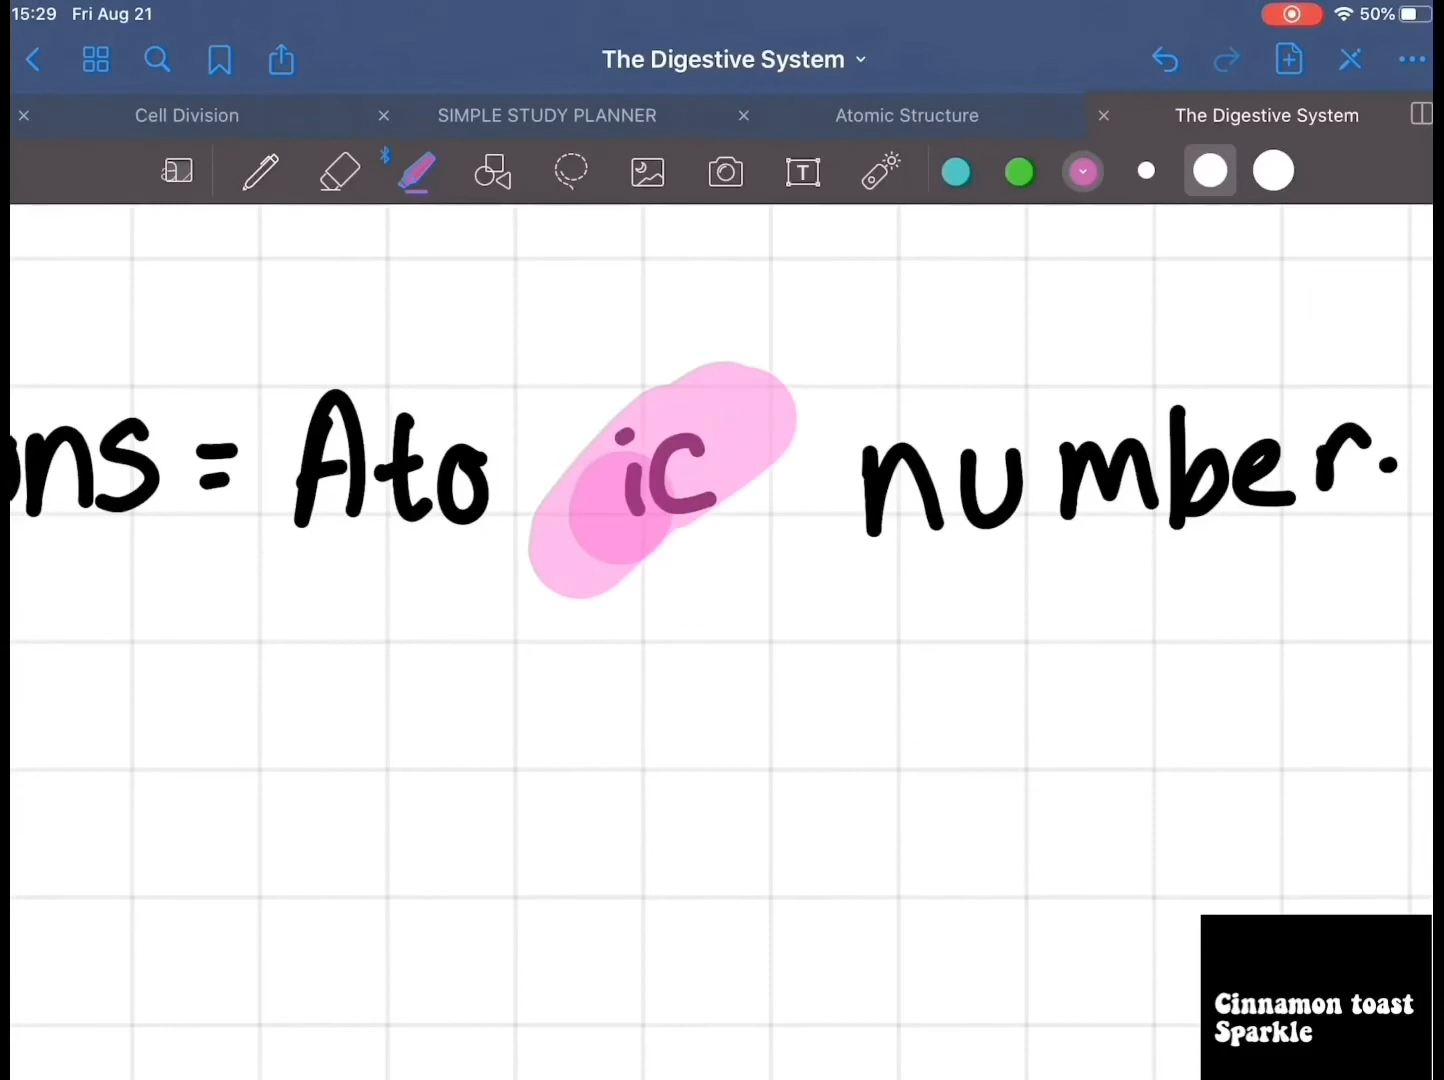 15:29 Fri Aug 21 50%
The Digestive System
Cell Division SIMPLE STUDY PLANNER Atomic Structure The Digestive System
T
ons = Ato ic number.
Cinnamon toast
Sparkle